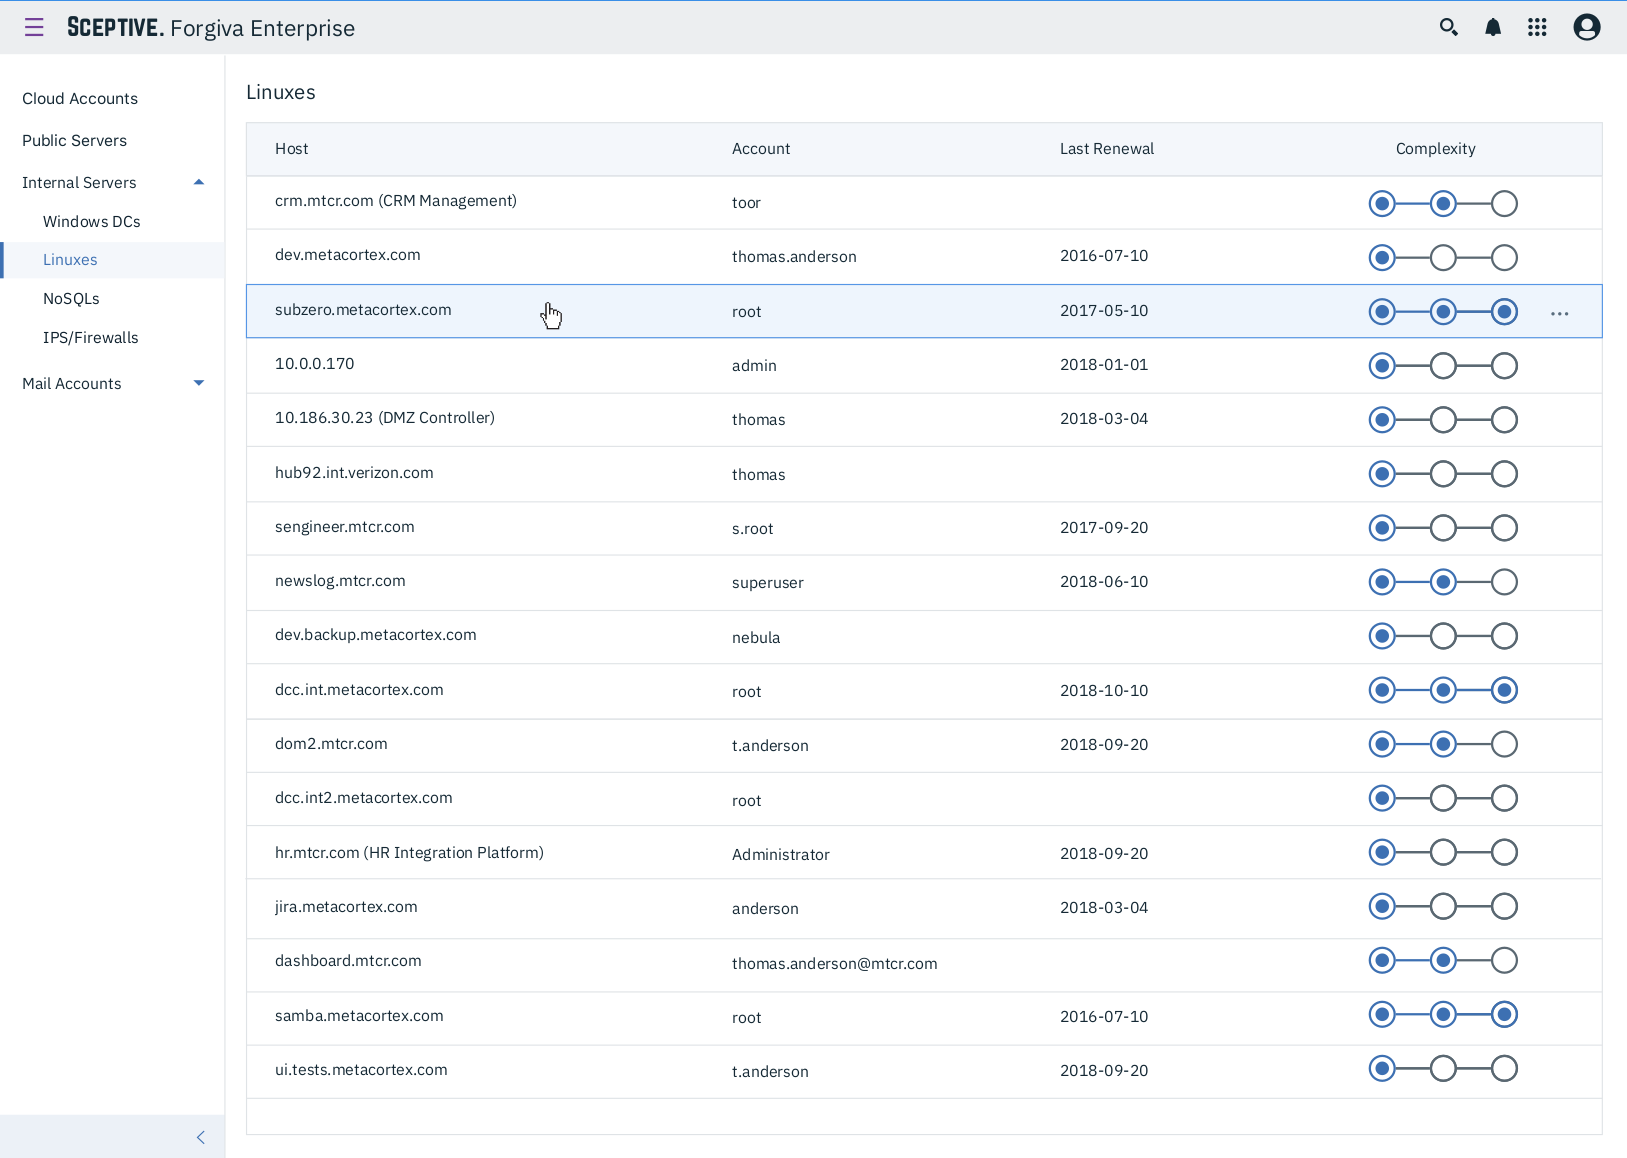 SCEPTIVE. Forgiva Enterprise
Cloud Accounts
Public Servers
Internal Servers
Windows DCs
Linuxes
NoSQLs
IPS/Firewalls
Mail Accounts
Linuxes
Host Account Last Renewal Complexity
crm.mtcr.com (CRM Management) toor
dev.metacortex.com thomas.anderson 2016-07-10
subzero.metacortex.com root 2017-05-10
10.0.0.170 admin 2018-01-01
10.186.30.23 (DMZ Controller) thomas 2018-03-04
hub92.int.verizon.com thomas
sengineer.mtcr.com s.root 2017-09-20
newslog.mtcr.com superuser 2018-06-10
dev.backup.metacortex.com nebula
dcc.int.metacortex.com root 2018-10-10
dom2.mtcr.com t.anderson 2018-09-20
dcc.int2.metacortex.com root
hr.mtcr.com (HR Integration Platform) Administrator 2018-09-20
jira.metacortex.com anderson 2018-03-04
dashboard.mtcr.com thomas.anderson@mtcr.com
samba.metacortex.com root 2016-07-10
ui.tests.metacortex.com t.anderson 2018-09-20